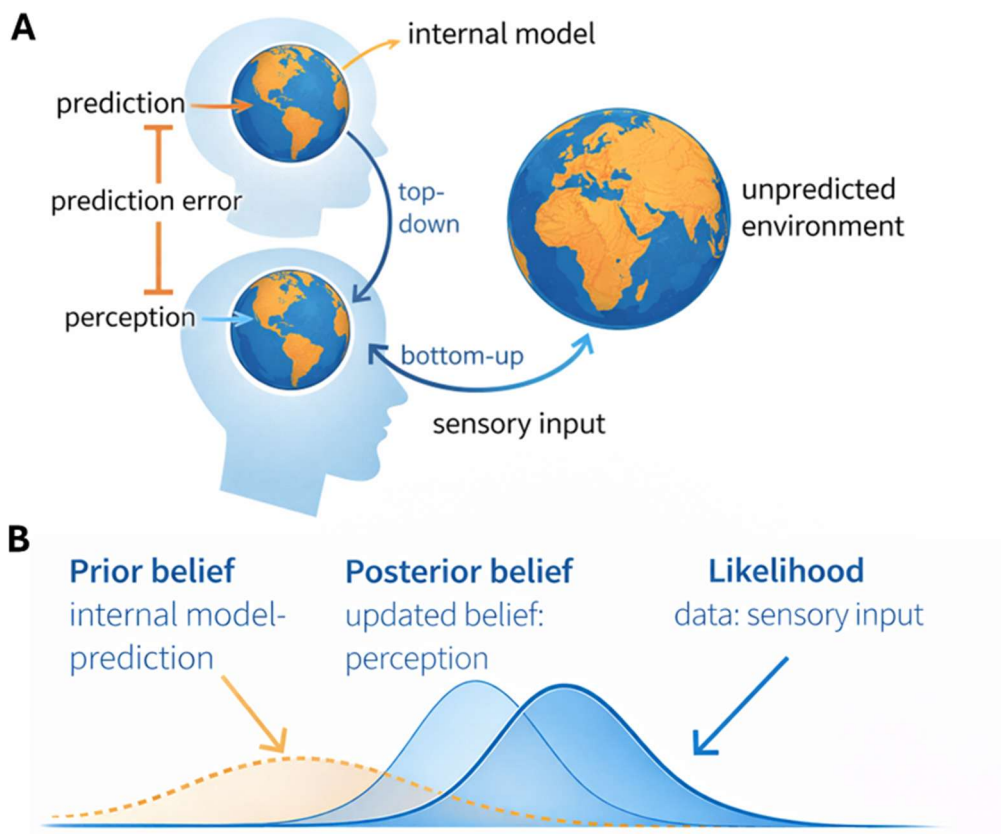 A
internal model
prediction
prediction error
top-
down
unpredicted
environment
perception
bottom-up
sensory input
B
Prior belief
internal model-
prediction
Posterior belief
updated belief:
perception
Likelihood
data: sensory input